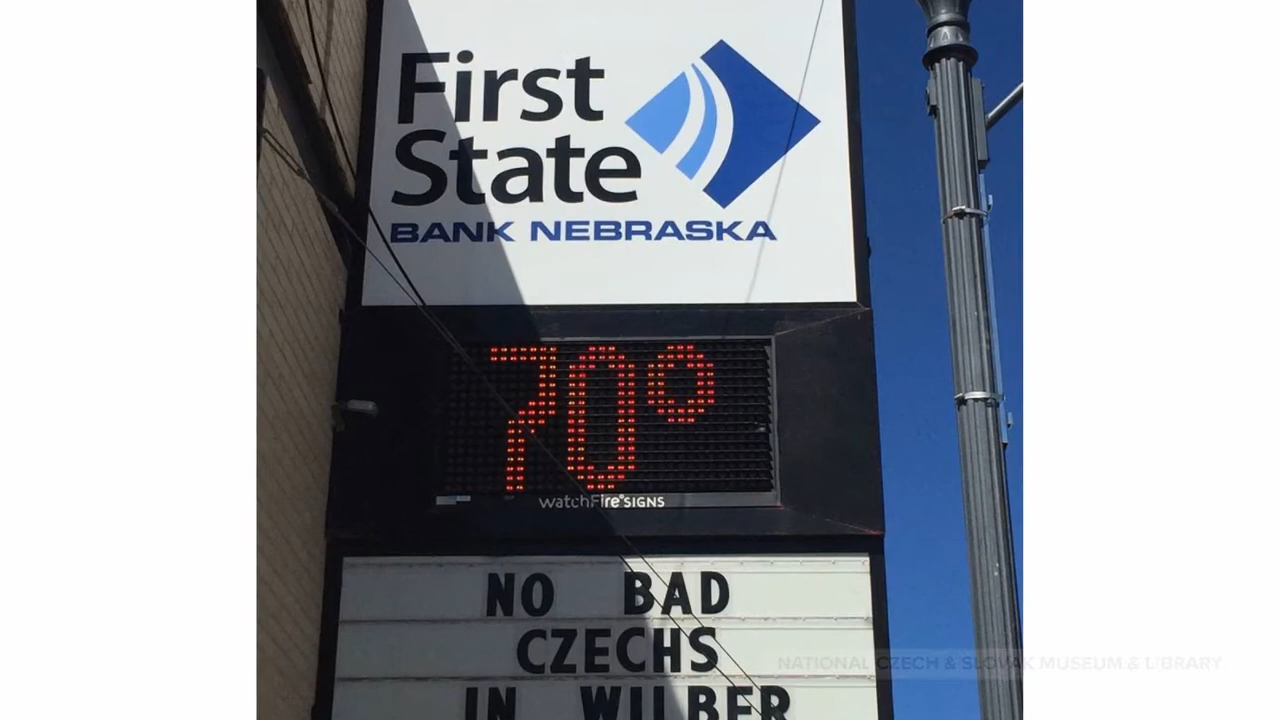 First
State
BANK NEBRASKA
70°
watchFire SIGNS
NO BAD
CZECHS
NATIONAL CZECH & SLOVAK MUSEUM & LIBRARY
IN WILBER